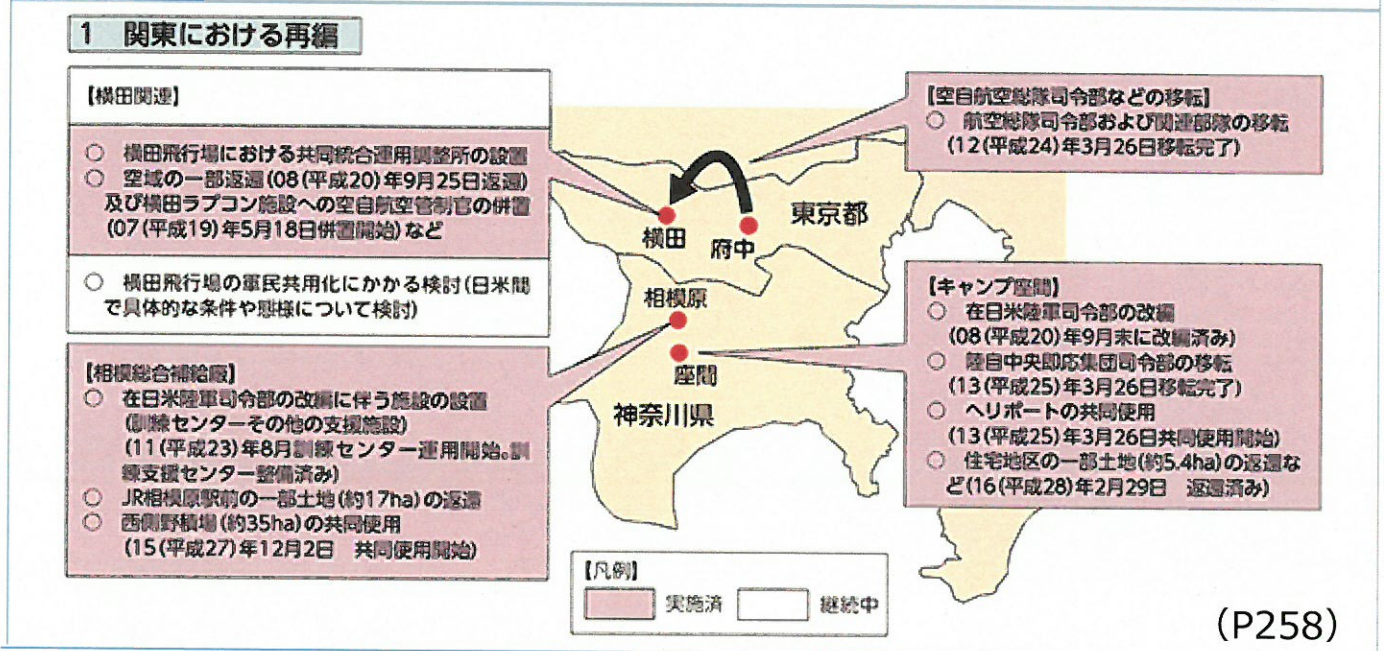 1 関東における再編
【横田関連】
○ 横田飛行場における共同統合運用調整所の設置
○ 空域の一部返還(08(平成20)年9月25日返還)
及び横田ラプコン施設への空自航空管制官の併置
(07(平成19)年5月18日併置開始)など
○ 横田飛行場の軍民共用化にかかる検討(日米間
で具体的な条件や態様について検討)
【相模総合補給廠】
○ 在日米陸軍司令部の改編に伴う施設の設置
(訓練センターその他の支援施設)
(11(平成23)年8月訓練センター運用開始。訓
練支援センター整備済み)
○ JR相模原駅前の一部土地(約17ha)の返還
○ 西側野積場(約35ha)の共同使用
(15(平成27)年12月2日 共同使用開始)
横田
府中
東京都
相模原
座間
神奈川県
【空自航空総隊司令部などの移転】
○ 航空総隊司令部および関連部隊の移転
(12(平成24)年3月26日移転完了)
【キャンプ座間】
○ 在日米陸軍司令部の改編
(08(平成20)年9月末に改編済み)
○ 陸自中央即応集団司令部の移転
(13(平成25)年3月26日移転完了)
○ ヘリポートの共同使用
(13(平成25)年3月26日共同使用開始)
○ 住宅地区の一部土地(約5.4ha)の返還な
ど(16(平成28)年2月29日 返還済み)
【凡例】
実施済 継続中
(P258)